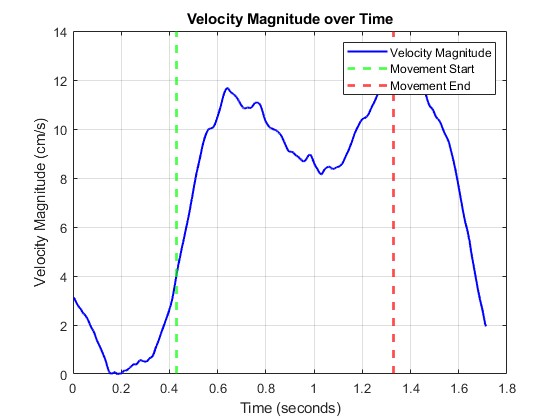 Velocity Magnitude over Time
14
12
10
8
6
4
2
0
Velocity Magnitude (cm/s)
Velocity Magnitude
Movement Start
Movement End
0 0.2 0.4 0.6 0.8 1 1.2 1.4 1.6 1.8
Time (seconds)